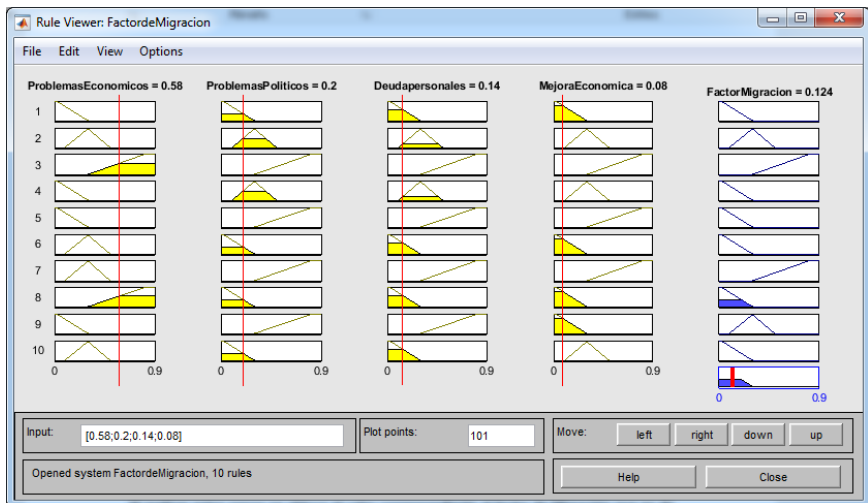 Rule Viewer: FactordeMigracion
File Edit View Options
ProblemasEconomicos = 0.58 ProblemasPoliticos = 0.2 Deudapersonales = 0.14 MejoraEconomica = 0.08 FactorMigracion = 0.124
1
2
3
4
5
6
7
8
9
10
0 0.9 0 0.9 0 0.9 0 0.9
0 0.9
Input: [0.58;0.2;0.14;0.08] Plot points: 101 Move: left right down up
Opened system FactordeMigracion, 10 rules Help Close